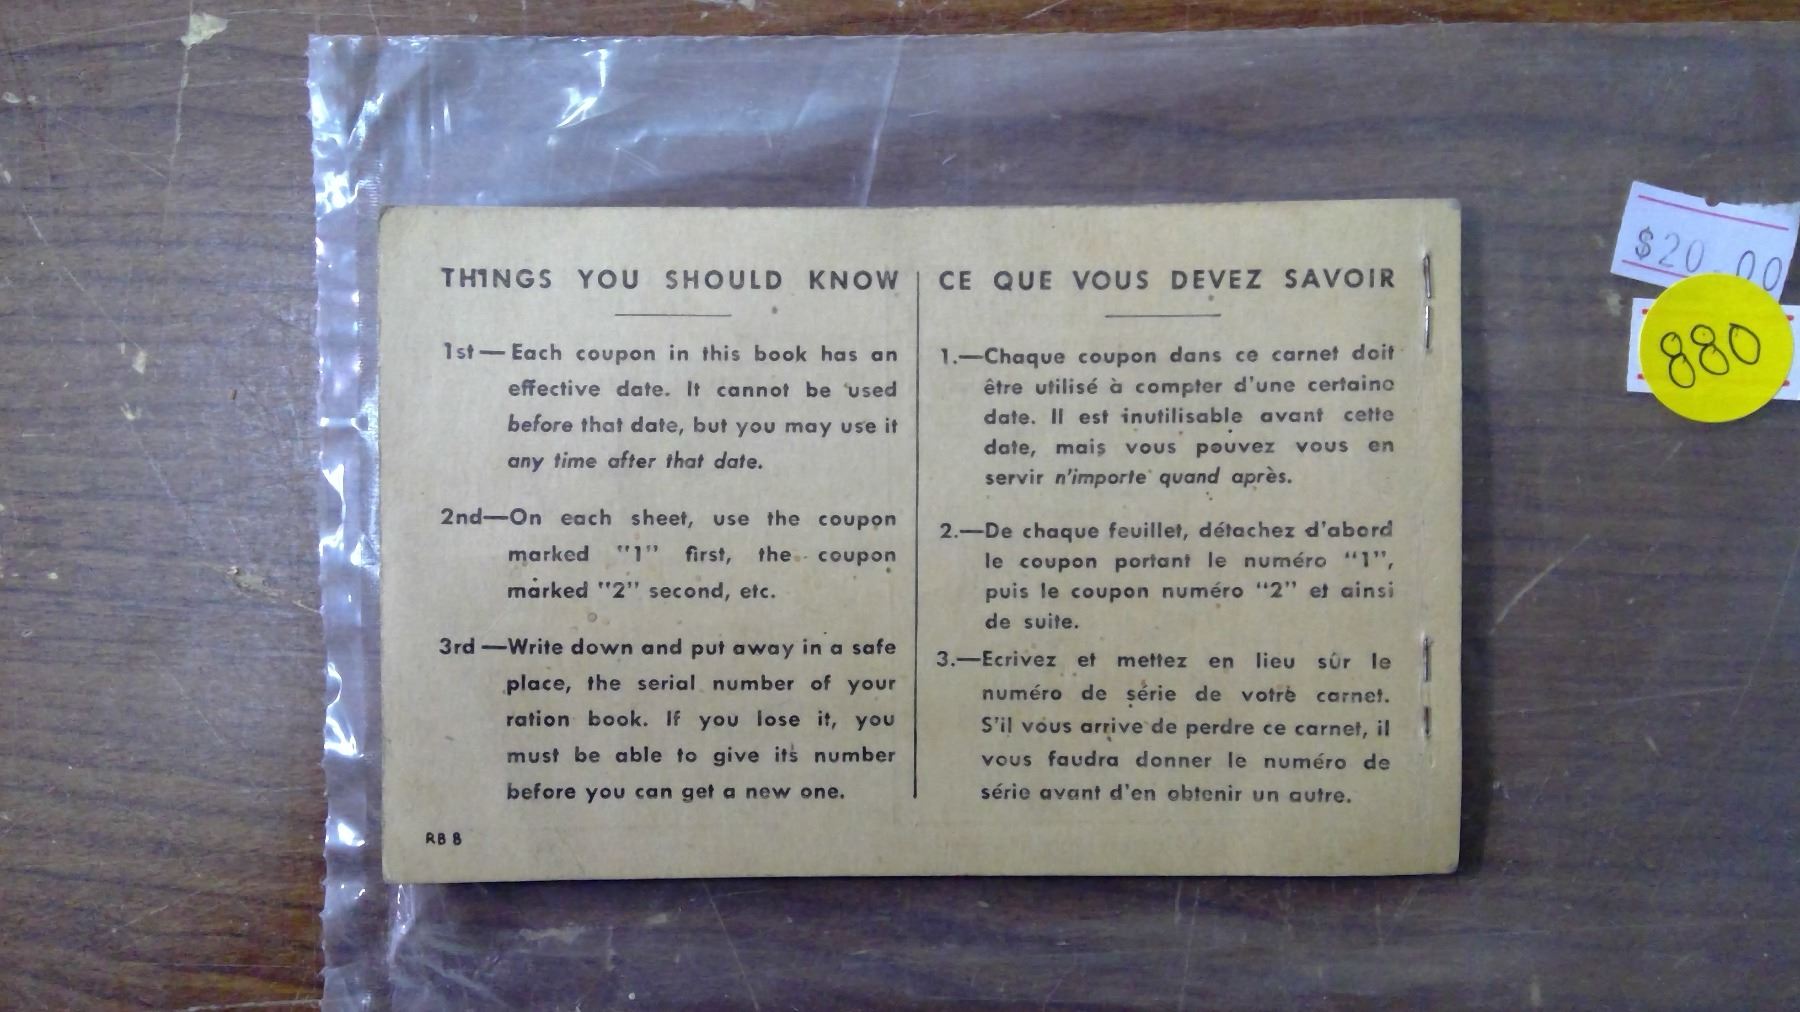 THINGS YOU SHOULD KNOW
1st — Each coupon in this book has an
effective date. It cannot be used
before that date, but you may use it
any time after that date.
2nd—On each sheet, use the coupon
marked "1" first, the coupon
marked "2" second, etc.
3rd —Write down and put away in a safe
place, the serial number of your
ration book. If you lose it, you
must be able to give its number
before you can get a new one.
RB 8
CE QUE VOUS DEVEZ SAVOIR
1.—Chaque coupon dans ce carnet doit
être utilisé à compter d'une certaine
date. Il est inutilisable avant cette
date, mais vous pouvez vous en
servir n'importe quand après.
2.—De chaque feuillet, détachez d'abord
le coupon portant le numéro "1",
puis le coupon numéro "2" et ainsi
de suite.
3.—Ecrivez et mettez en lieu sûr le
numéro de série de votre carnet.
S'il vous arrive de perdre ce carnet, il
vous faudra donner le numéro de
série avant d'en obtenir un autre.
$20.00
880